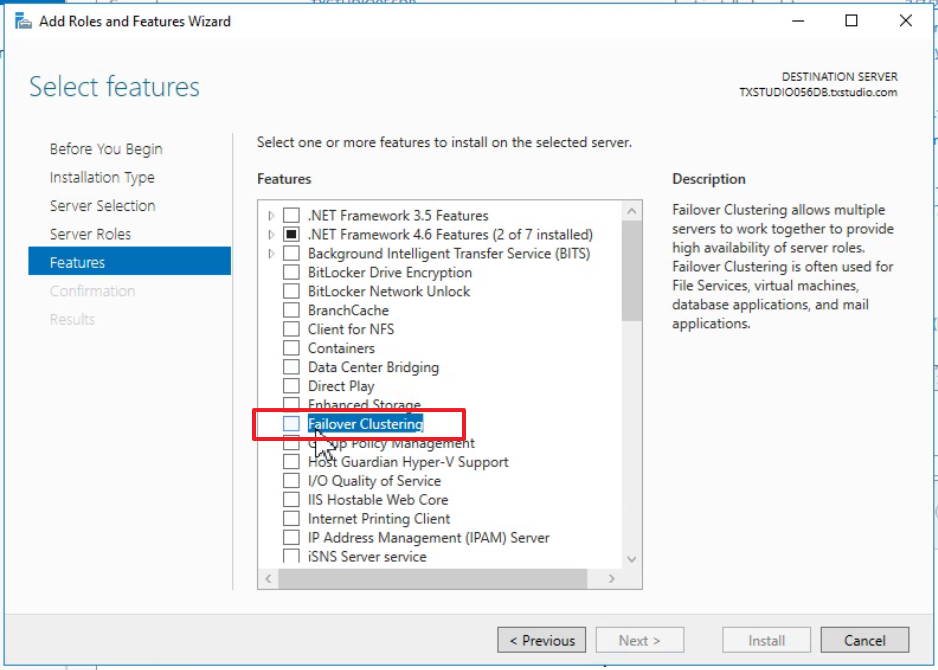 Add Roles and Features Wizard
Select features
DESTINATION SERVER
TXSTUDIO056DB.txstudio.com
Before You Begin
Installation Type
Server Selection
Server Roles
Features
Confirmation
Results
Select one or more features to install on the selected server.
Features
.NET Framework 3.5 Features
.NET Framework 4.6 Features (2 of 7 installed)
Background Intelligent Transfer Service (BITS)
BitLocker Drive Encryption
BitLocker Network Unlock
BranchCache
Client for NFS
Containers
Data Center Bridging
Direct Play
Enhanced Storage
Failover Clustering
Group Policy Management
Host Guardian Hyper-V Support
I/O Quality of Service
IIS Hostable Web Core
Internet Printing Client
IP Address Management (IPAM) Server
iSNS Server service
Description
Failover Clustering allows multiple
servers to work together to provide
high availability of server roles.
Failover Clustering is often used for
File Services, virtual machines,
database applications, and mail
applications.
< Previous
Next >
Install
Cancel